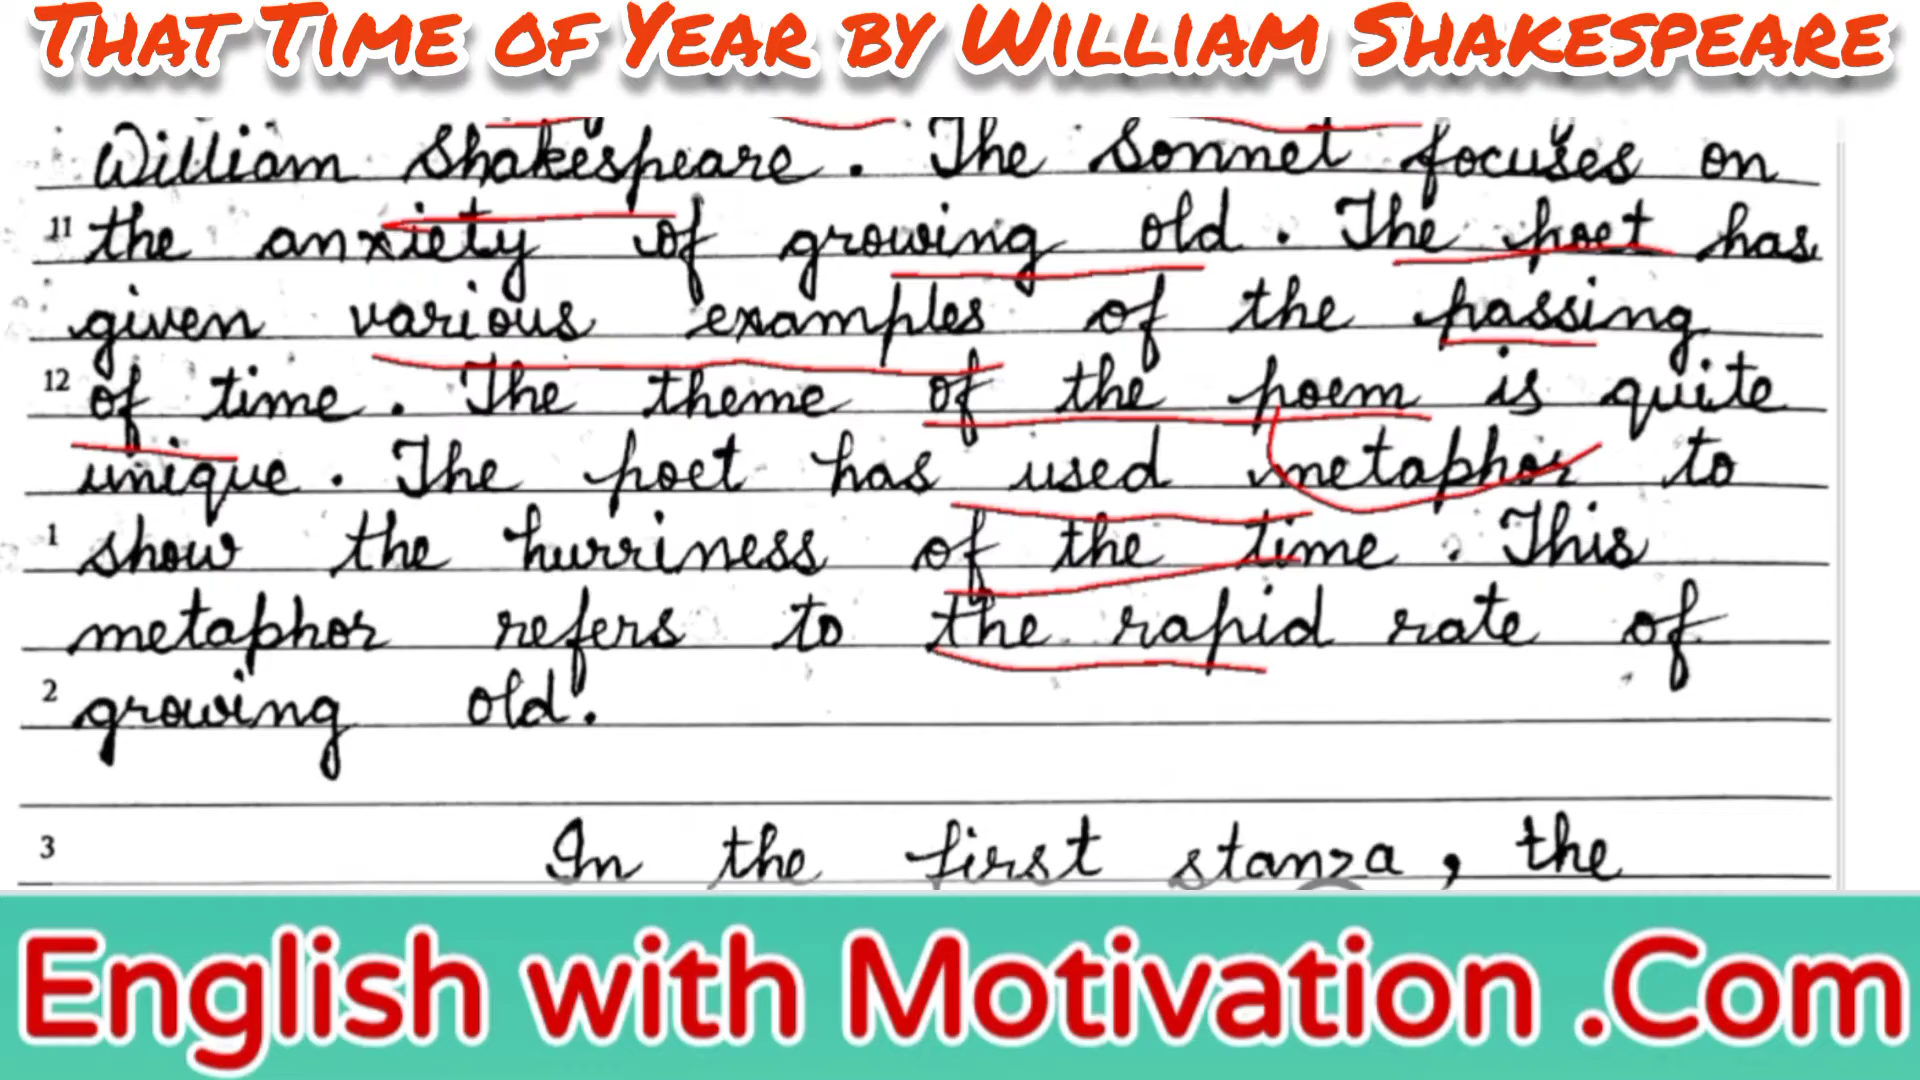 THAT TIME OF YEAR BY WILLIAM SHAKESPEARE
William Shakespeare. The Sonnet focuses on
11 the anxiety of growing old. The poet has
given various examples of the passing
12 of time. The theme of the poem is quite
unique. The poet has used metaphor to
1 show the hurriness of the time. This
metaphor refers to the rapid rate of
2 growing old.
3 In the first stanza, the
English with Motivation .Com